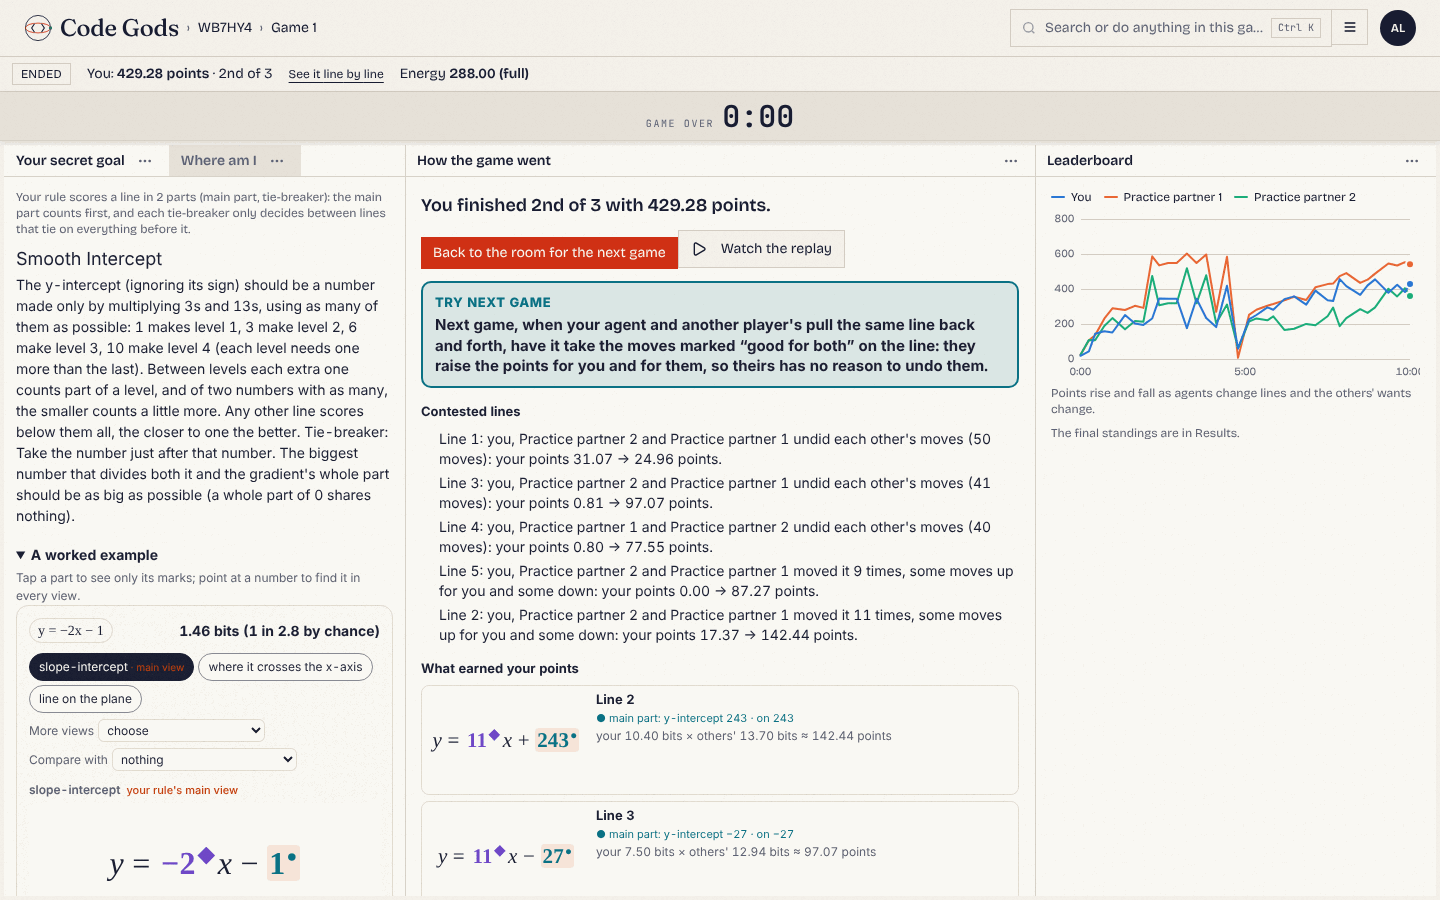 Code Gods › WB7HY4 › Game 1
Search or do anything in this ga... Ctrl K
AL
ENDED You: 429.28 points · 2nd of 3 See it line by line Energy 288.00 (full)
GAME OVER 0:00
Your secret goal ··· Where am I ···
Your rule scores a line in 2 parts (main part, tie-breaker): the main
part counts first, and each tie-breaker only decides between lines
that tie on everything before it.
Smooth Intercept
The y-intercept (ignoring its sign) should be a number
made only by multiplying 3s and 13s, using as many of
them as possible: 1 makes level 1, 3 make level 2, 6
make level 3, 10 make level 4 (each level needs one
more than the last). Between levels each extra one
counts part of a level, and of two numbers with as many,
the smaller counts a little more. Any other line scores
below them all, the closer to one the better. Tie-breaker:
Take the number just after that number. The biggest
number that divides both it and the gradient's whole part
should be as big as possible (a whole part of 0 shares
nothing).
▼ A worked example
Tap a part to see only its marks; point at a number to find it in
every view.
y = −2x − 1 1.46 bits (1 in 2.8 by chance)
slope-intercept · main view where it crosses the x-axis
line on the plane
More views choose
Compare with nothing
slope-intercept your rule's main view
y = −2◆x − 1•
How the game went ···
You finished 2nd of 3 with 429.28 points.
Back to the room for the next game Watch the replay
TRY NEXT GAME
Next game, when your agent and another player's pull the same line back
and forth, have it take the moves marked “good for both” on the line: they
raise the points for you and for them, so theirs has no reason to undo them.
Contested lines
Line 1: you, Practice partner 2 and Practice partner 1 undid each other's moves (50
moves): your points 31.07 → 24.96 points.
Line 3: you, Practice partner 2 and Practice partner 1 undid each other's moves (41
moves): your points 0.81 → 97.07 points.
Line 4: you, Practice partner 1 and Practice partner 2 undid each other's moves (40
moves): your points 0.80 → 77.55 points.
Line 5: you, Practice partner 2 and Practice partner 1 moved it 9 times, some moves up
for you and some down: your points 0.00 → 87.27 points.
Line 2: you, Practice partner 2 and Practice partner 1 moved it 11 times, some moves
up for you and some down: your points 17.37 → 142.44 points.
What earned your points
y = 11◆x + 243•
Line 2
● main part: y-intercept 243 · on 243
your 10.40 bits × others' 13.70 bits ≈ 142.44 points
y = 11◆x − 27•
Line 3
● main part: y-intercept −27 · on −27
your 7.50 bits × others' 12.94 bits ≈ 97.07 points
Leaderboard ···
You Practice partner 1 Practice partner 2
800
600
400
200
0
0:00 5:00 10:00
Points rise and fall as agents change lines and the others' wants
change.
The final standings are in Results.